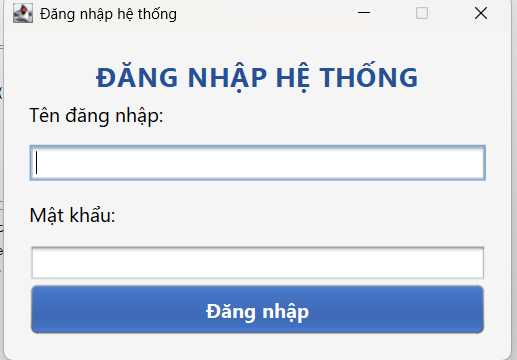 Đăng nhập hệ thống
ĐĂNG NHẬP HỆ THỐNG
Tên đăng nhập:
Mật khẩu:
Đăng nhập